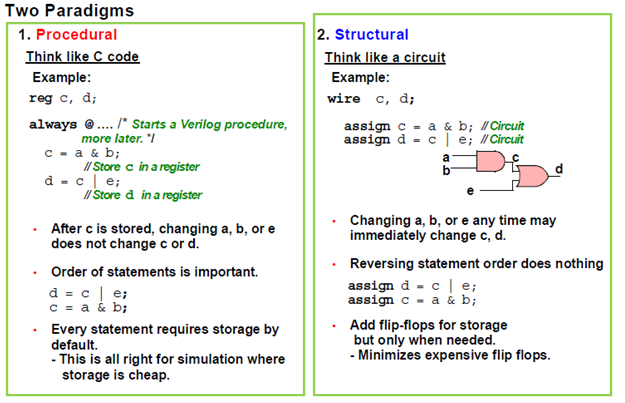 Two Paradigms
1. Procedural
Think like C code
Example:
reg c, d;
always @ .... /* Starts a Verilog procedure,
more later. */
c = a & b;
// Store c in a register
d = c | e;
// Store d in a register
• After c is stored, changing a, b, or e
does not change c or d.
• Order of statements is important.
d = c | e;
c = a & b;
• Every statement requires storage by
default.
- This is all right for simulation where
storage is cheap.
2. Structural
Think like a circuit
Example:
wire c, d;
assign c = a & b; // Circuit
assign d = c | e; // Circuit
a
b
c
d
e
• Changing a, b, or e any time may
immediately change c, d.
• Reversing statement order does nothing
assign d = c | e;
assign c = a & b;
• Add flip-flops for storage
but only when needed.
- Minimizes expensive flip flops.